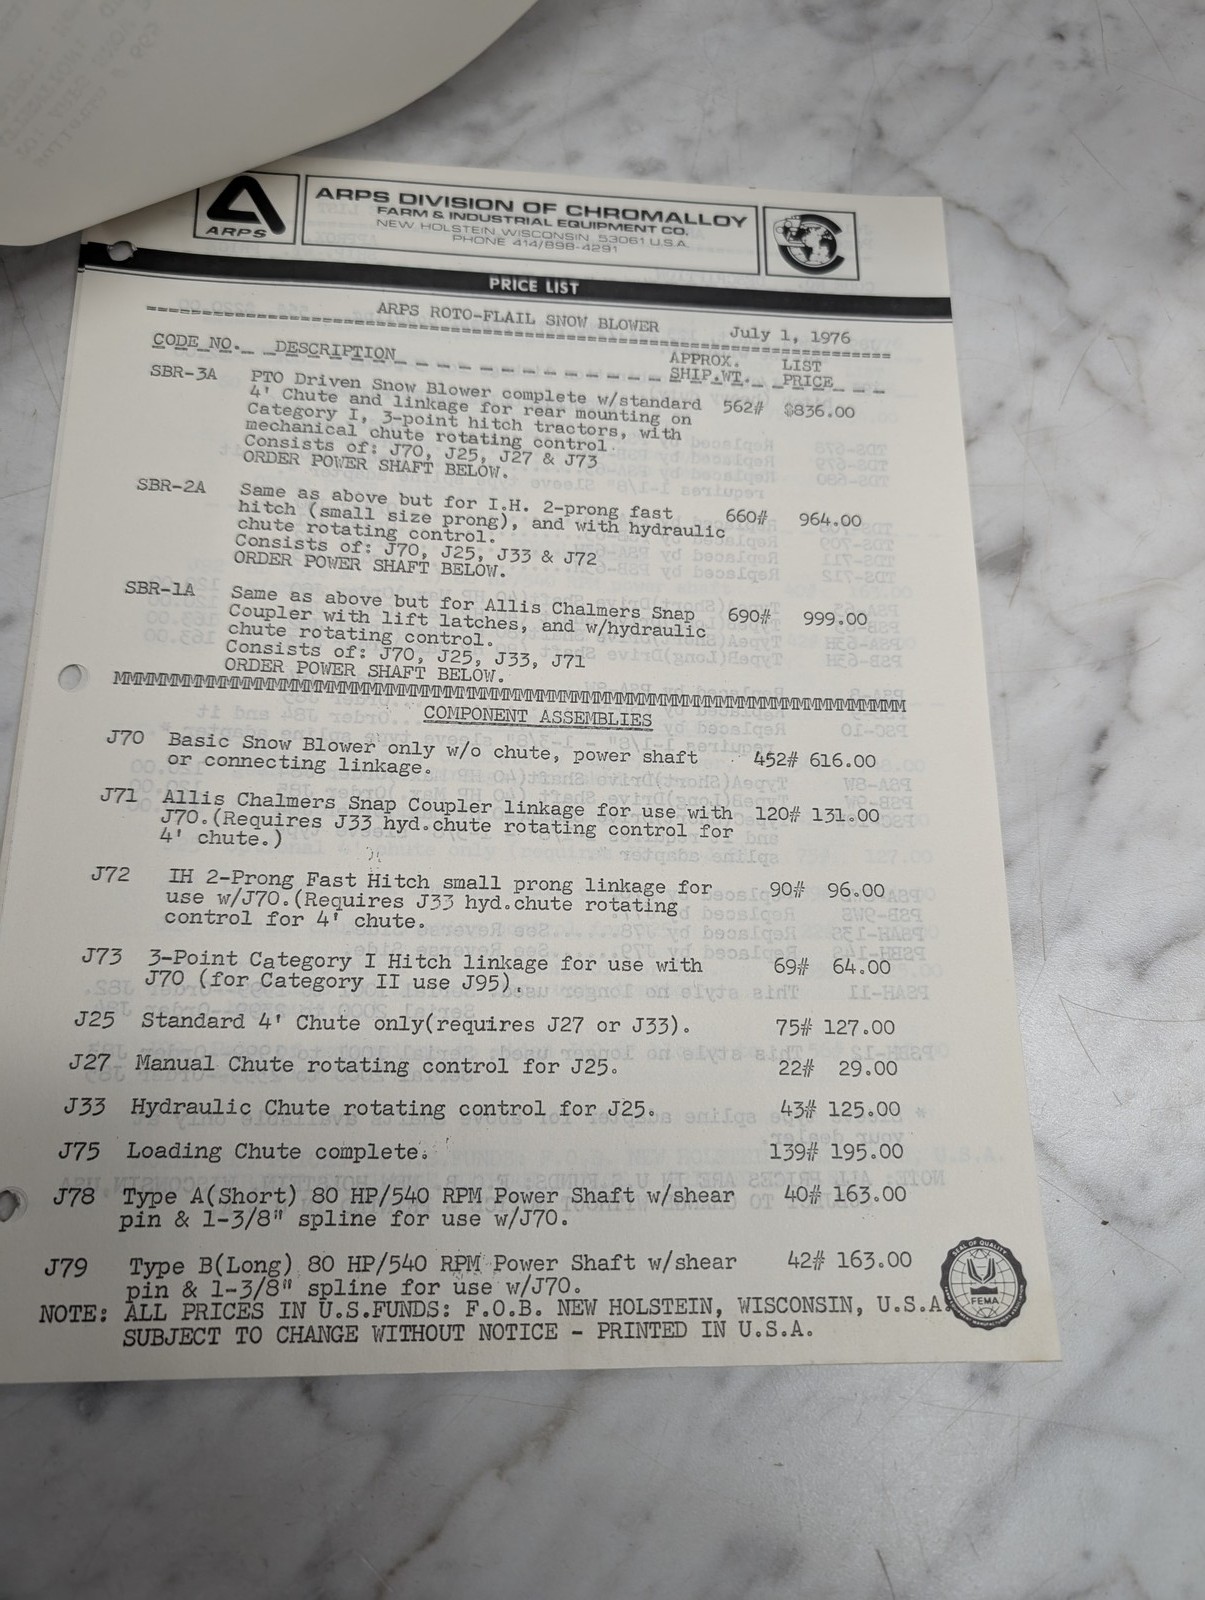 ARPS
ARPS DIVISION OF CHROMALLOY
FARM & INDUSTRIAL EQUIPMENT CO.
NEW HOLSTEIN, WISCONSIN 53061 U.S.A.
PHONE 414/898-4291
PRICE LIST
ARPS ROTO-FLAIL SNOW BLOWER July 1, 1976
CODE NO. DESCRIPTION APPROX. SHIP.WT. LIST PRICE
SBR-3A PTO Driven Snow Blower complete w/standard 562# $836.00
4' Chute and linkage for rear mounting on
Category I, 3-point hitch tractors, with
mechanical chute rotating control.
Consists of: J70, J25, J27 & J73
ORDER POWER SHAFT BELOW.
SBR-2A Same as above but for I.H. 2-prong fast 660# 964.00
hitch (small size prong), and with hydraulic
chute rotating control.
Consists of: J70, J25, J33 & J72
ORDER POWER SHAFT BELOW.
SBR-1A Same as above but for Allis Chalmers Snap 690# 999.00
Coupler with lift latches, and w/hydraulic
chute rotating control.
Consists of: J70, J25, J33, J71
ORDER POWER SHAFT BELOW.
COMPONENT ASSEMBLIES
J70 Basic Snow Blower only w/o chute, power shaft 452# 616.00
or connecting linkage.
J71 Allis Chalmers Snap Coupler linkage for use with 120# 131.00
J70.(Requires J33 hyd.chute rotating control for
4' chute.)
J72 IH 2-Prong Fast Hitch small prong linkage for 90# 96.00
use w/J70.(Requires J33 hyd.chute rotating
control for 4' chute.
J73 3-Point Category I Hitch linkage for use with 69# 64.00
J70 (for Category II use J95).
J25 Standard 4' Chute only(requires J27 or J33). 75# 127.00
J27 Manual Chute rotating control for J25. 22# 29.00
J33 Hydraulic Chute rotating control for J25. 43# 125.00
J75 Loading Chute complete. 139# 195.00
J78 Type A(Short) 80 HP/540 RPM Power Shaft w/shear 40# 163.00
pin & 1-3/8" spline for use w/J70.
J79 Type B(Long) 80 HP/540 RPM Power Shaft w/shear 42# 163.00
pin & 1-3/8" spline for use w/J70.
NOTE: ALL PRICES IN U.S.FUNDS: F.O.B. NEW HOLSTEIN, WISCONSIN, U.S.A.
SUBJECT TO CHANGE WITHOUT NOTICE - PRINTED IN U.S.A.
SEAL OF QUALITY
FEMA